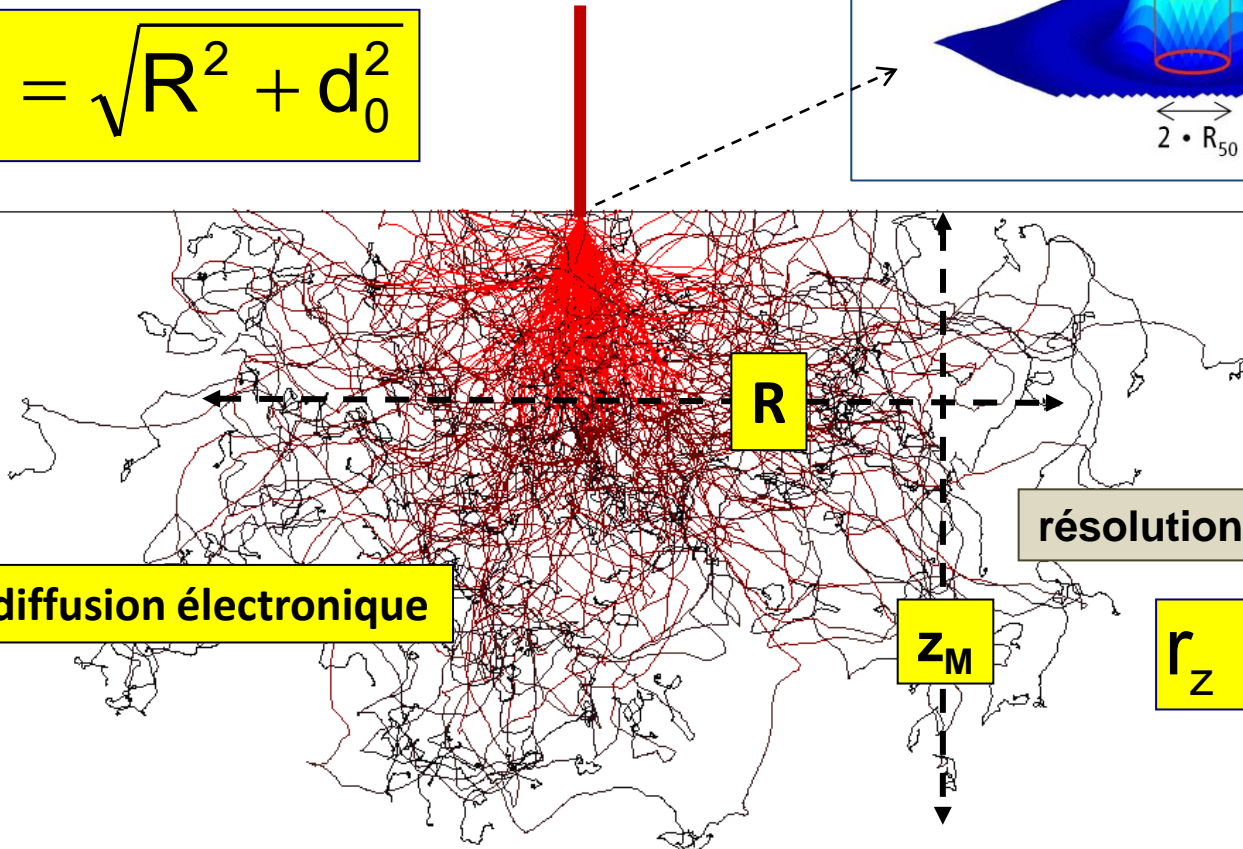 = √(R² + d₀²)
2 • R₅₀
R
résolution
diffusion électronique
z_M
r_z